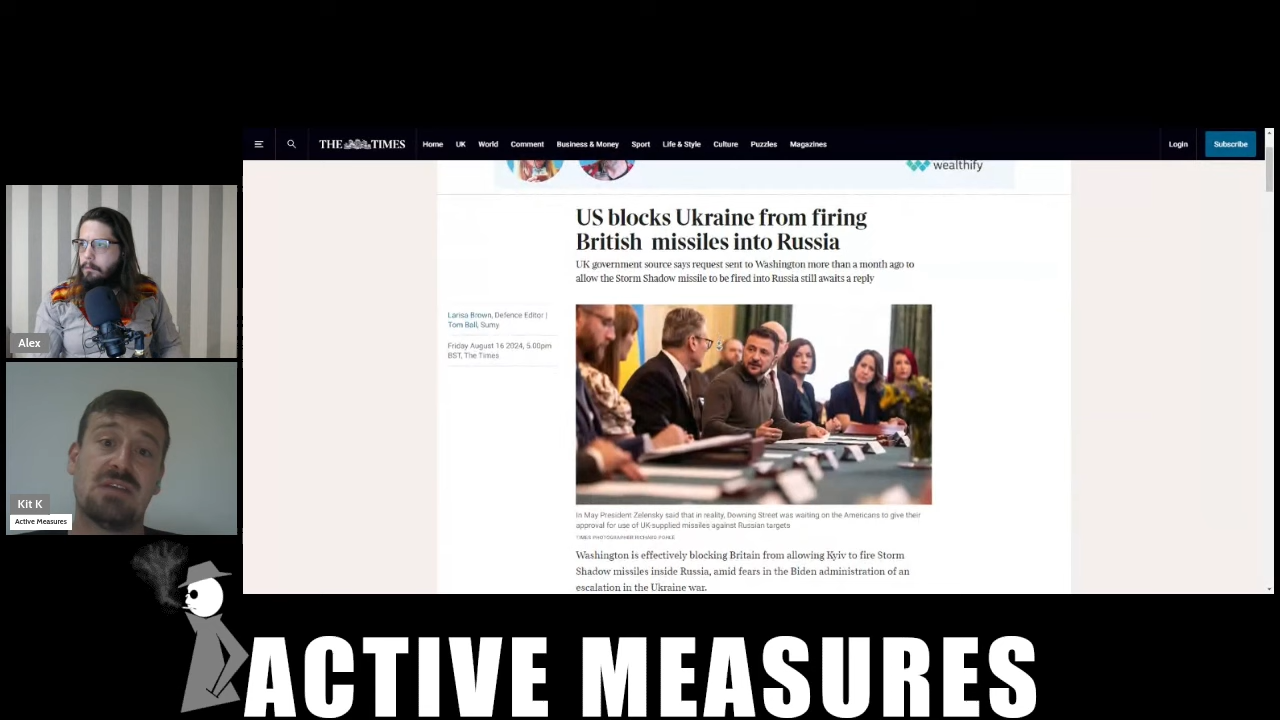 THE TIMES
Home UK World Comment Business & Money Sport Life & Style Culture Puzzles Magazines
Login
Subscribe
wealthify
US blocks Ukraine from firing
British missiles into Russia
UK government source says request sent to Washington more than a month ago to
allow the Storm Shadow missile to be fired into Russia still awaits a reply
Larisa Brown, Defence Editor |
Tom Ball, Sumy
Friday August 16 2024, 5.00pm
BST, The Times
In May President Zelensky said that in reality, Downing Street was waiting on the Americans to give their
approval for use of UK-supplied missiles against Russian targets
TIMES PHOTOGRAPHER RICHARD POHLE
Washington is effectively blocking Britain from allowing Kyiv to fire Storm
Shadow missiles inside Russia, amid fears in the Biden administration of an
escalation in the Ukraine war.
Alex
Kit K
Active Measures
ACTIVE MEASURES